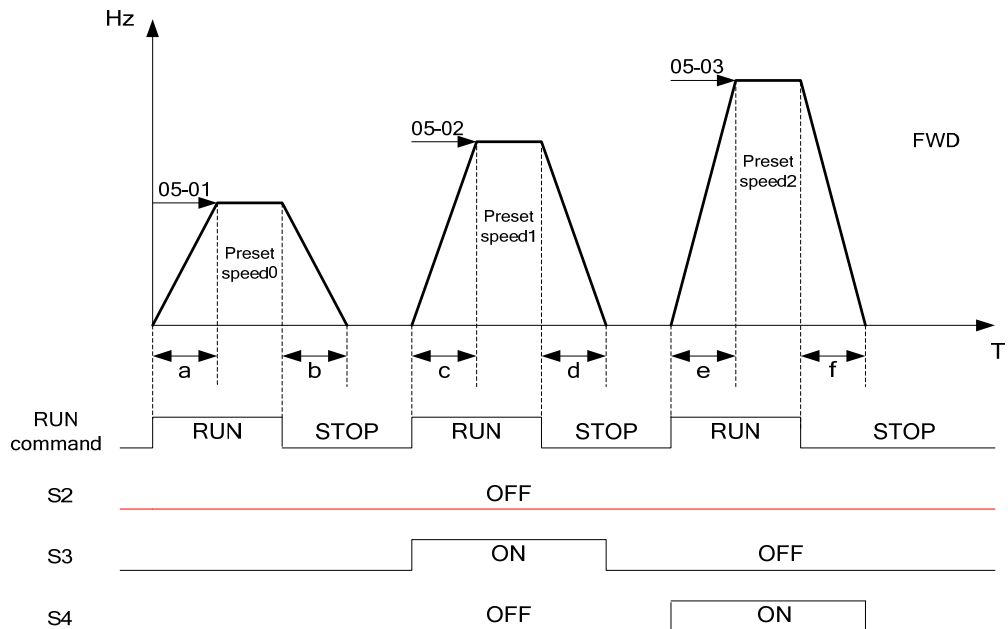 Hz
05-03
05-02
FWD
Preset
speed2
05-01
Preset
speed1
Preset
speed0
T
a
b
c
d
e
f
RUN
command
RUN
STOP
RUN
STOP
RUN
STOP
S2
OFF
S3
ON
OFF
S4
OFF
ON